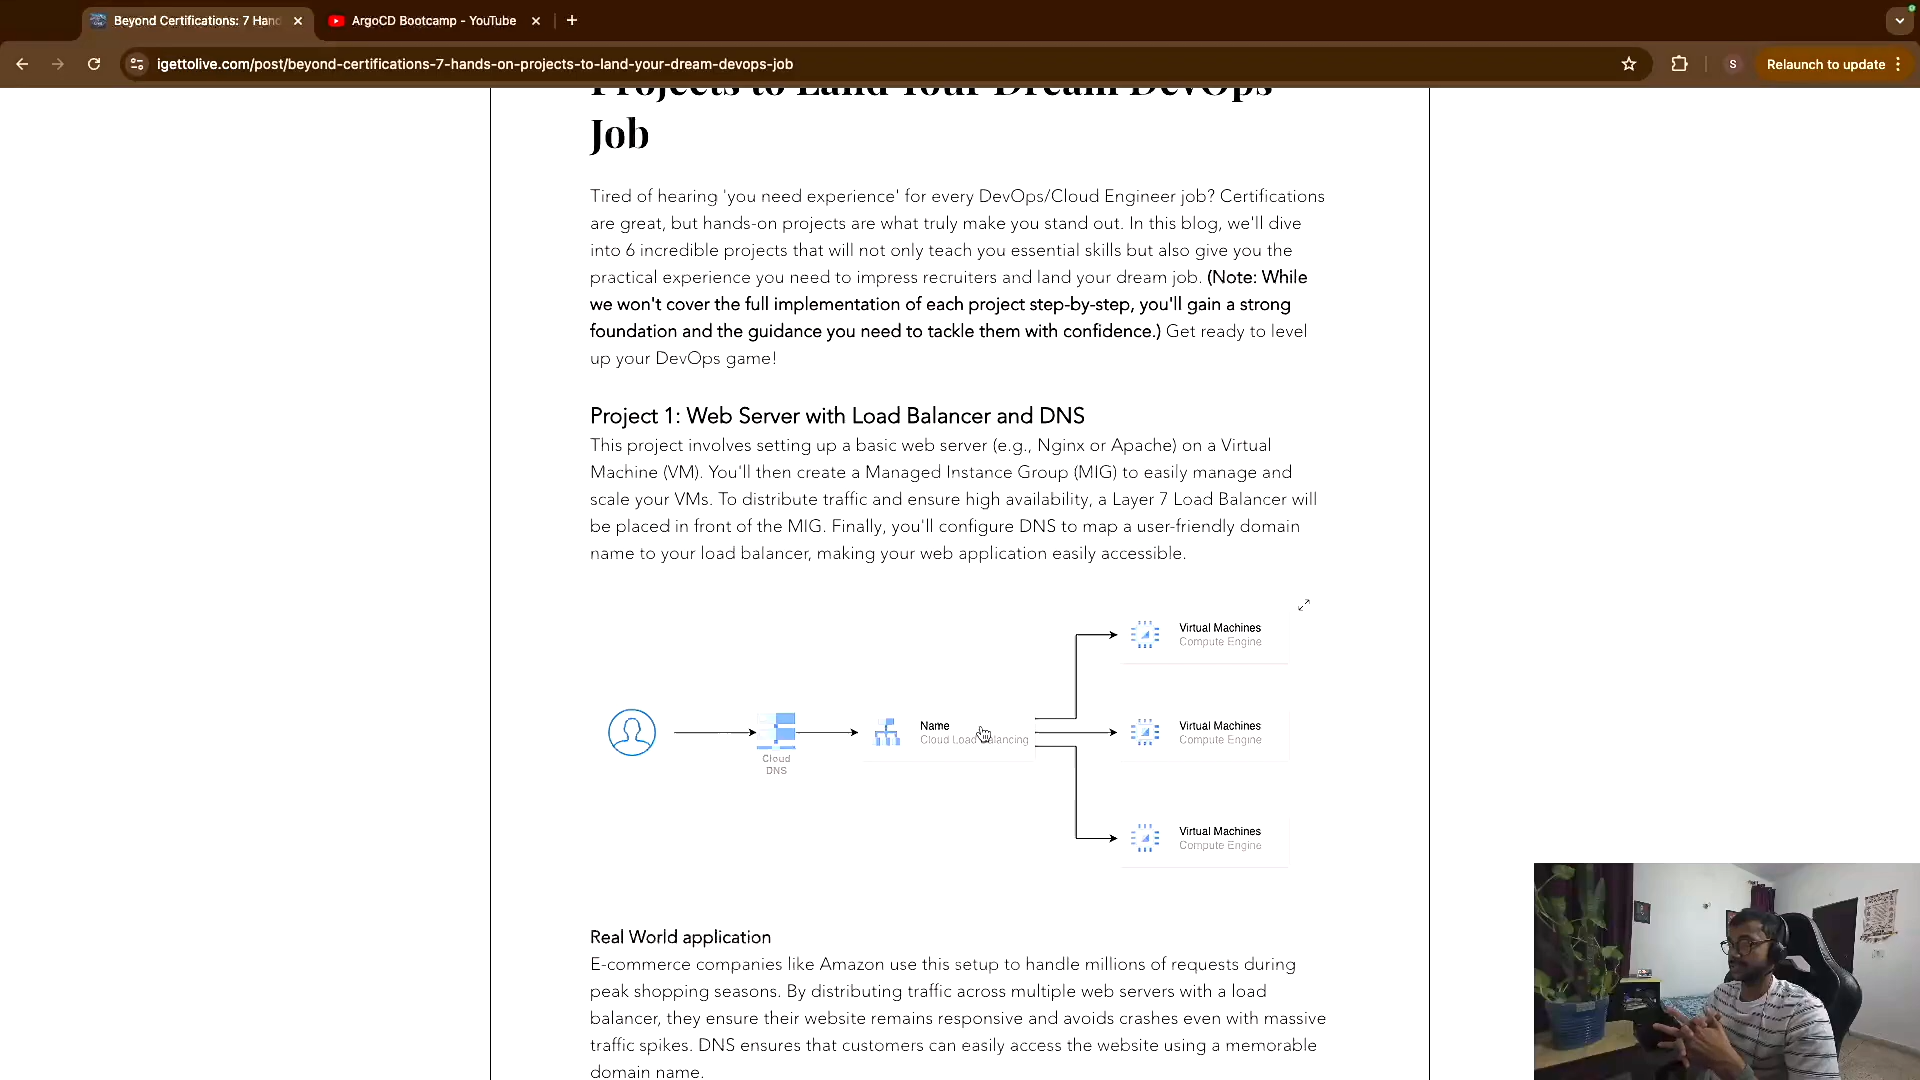 Beyond Certifications: 7 Hand
ArgoCD Bootcamp - YouTube
igettolive.com/post/beyond-certifications-7-hands-on-projects-to-land-your-dream-devops-job
S
Relaunch to update
Projects to Land Your Dream DevOps
Job
Tired of hearing 'you need experience' for every DevOps/Cloud Engineer job? Certifications
are great, but hands-on projects are what truly make you stand out. In this blog, we'll dive
into 6 incredible projects that will not only teach you essential skills but also give you the
practical experience you need to impress recruiters and land your dream job. (Note: While
we won't cover the full implementation of each project step-by-step, you'll gain a strong
foundation and the guidance you need to tackle them with confidence.) Get ready to level
up your DevOps game!
Project 1: Web Server with Load Balancer and DNS
This project involves setting up a basic web server (e.g., Nginx or Apache) on a Virtual
Machine (VM). You'll then create a Managed Instance Group (MIG) to easily manage and
scale your VMs. To distribute traffic and ensure high availability, a Layer 7 Load Balancer will
be placed in front of the MIG. Finally, you'll configure DNS to map a user-friendly domain
name to your load balancer, making your web application easily accessible.
Virtual Machines
Compute Engine
Cloud
DNS
Name
Cloud Load Balancing
Virtual Machines
Compute Engine
Virtual Machines
Compute Engine
Real World application
E-commerce companies like Amazon use this setup to handle millions of requests during
peak shopping seasons. By distributing traffic across multiple web servers with a load
balancer, they ensure their website remains responsive and avoids crashes even with massive
traffic spikes. DNS ensures that customers can easily access the website using a memorable
domain name.